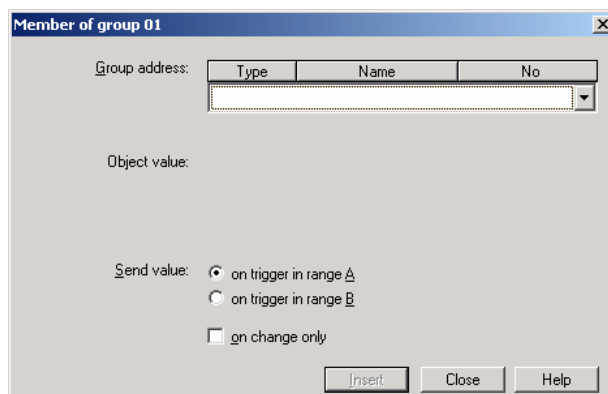 Member of group 01
Group address: Type Name No
Object value:
Send value: on trigger in range A
on trigger in range B
on change only
Insert Close Help